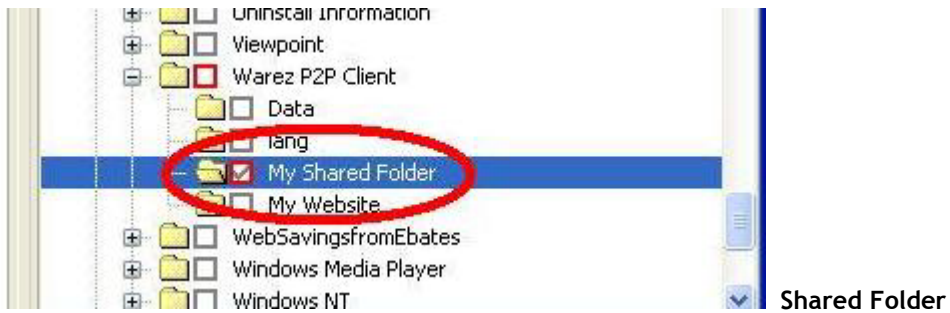 Uninstall Information
Viewpoint
Warez P2P Client
Data
lang
My Shared Folder
My Website
WebSavingsfromEbates
Windows Media Player
Windows NT
Shared Folder